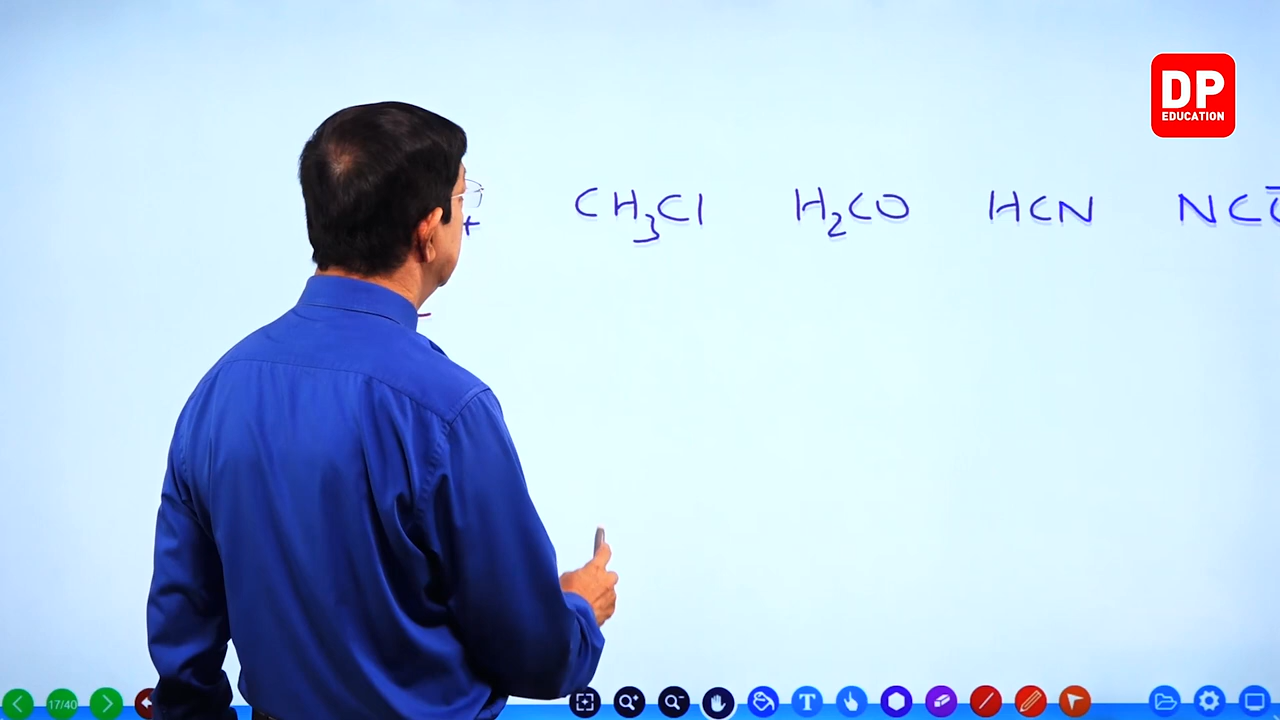 DP
EDUCATION
+ CH₃Cl H₂CO HCN NC
17/40
T